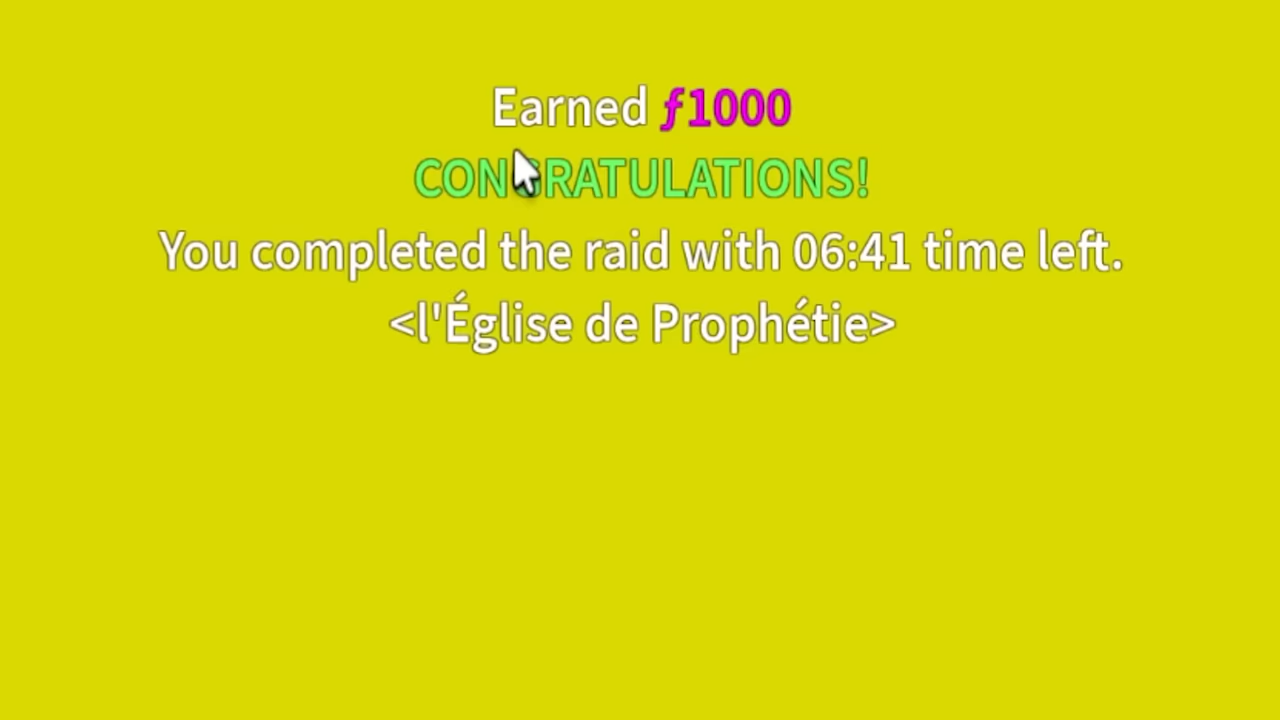 Earned ƒ1000
CONGRATULATIONS!
You completed the raid with 06:41 time left.
<l'Église de Prophétie>